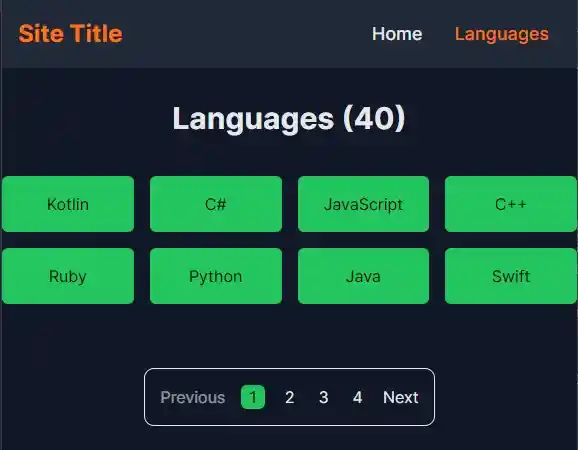 Site Title Home Languages
Languages (40)
Kotlin C# JavaScript C++
Ruby Python Java Swift
Previous 1 2 3 4 Next